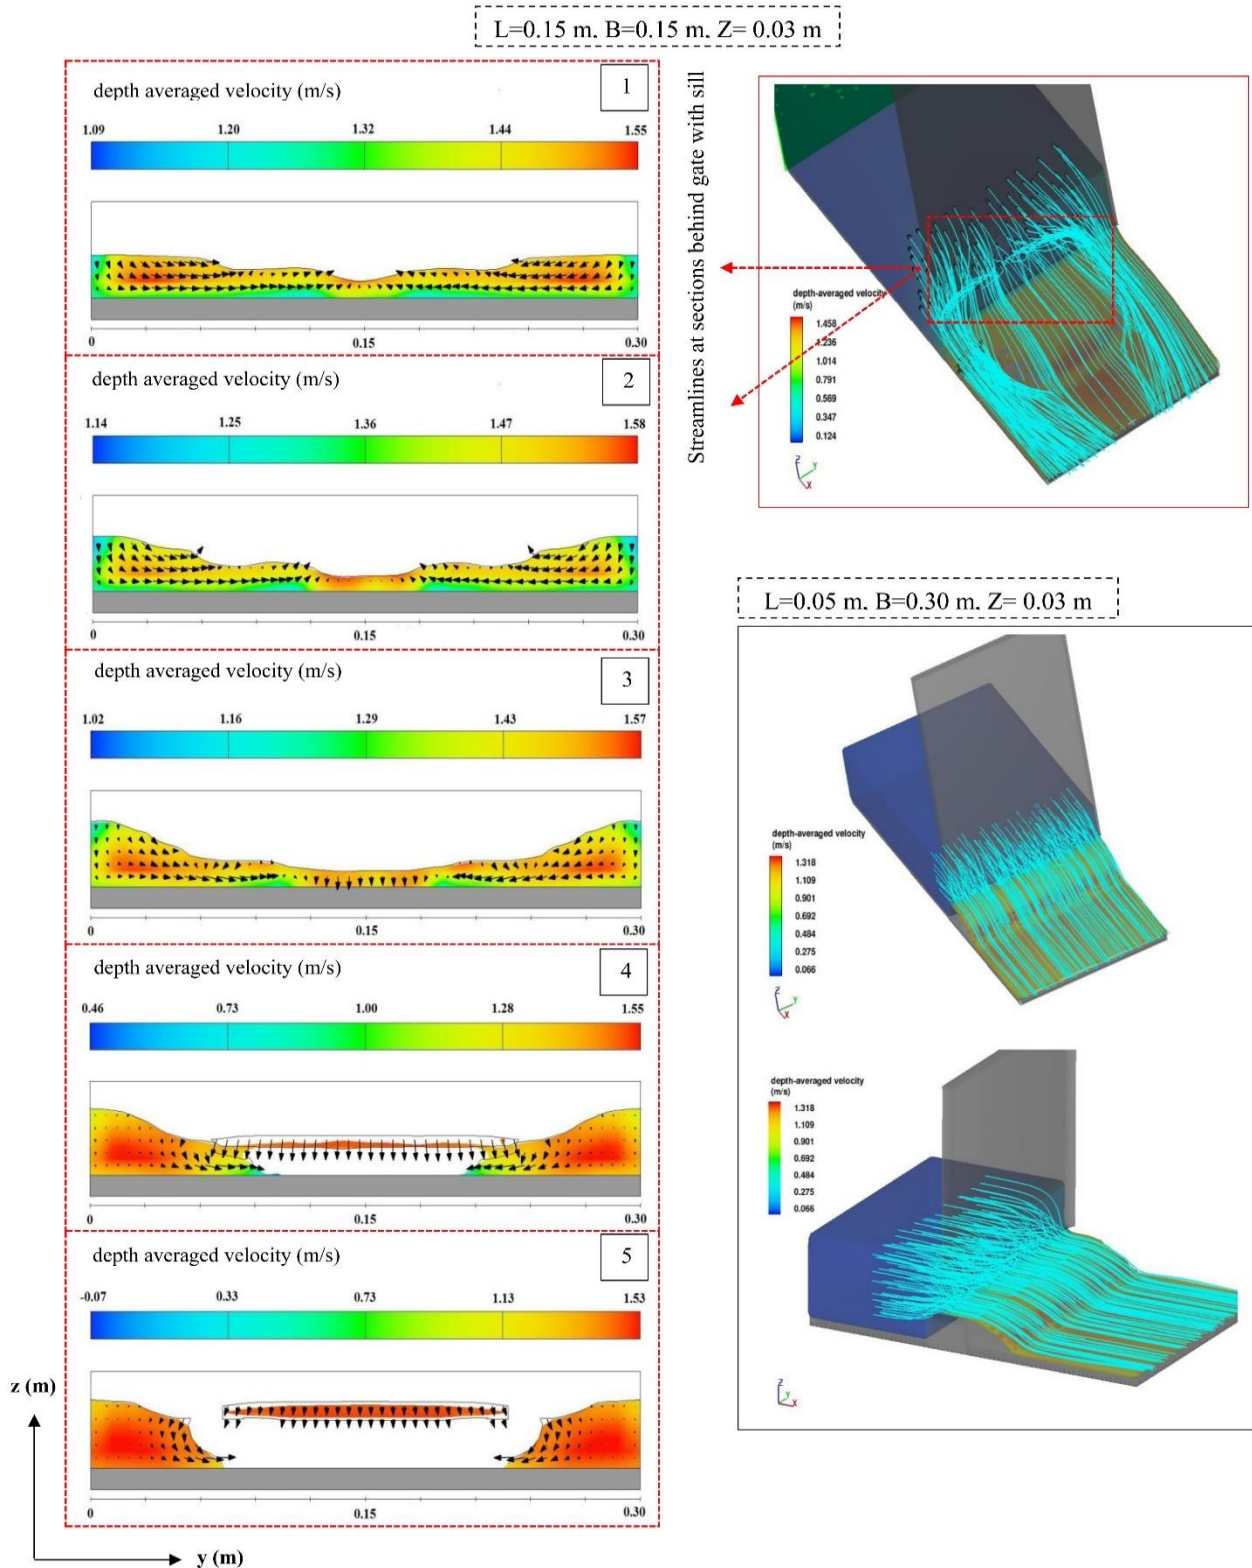 L=0.15 m, B=0.15 m, Z= 0.03 m
depth averaged velocity (m/s)
1
1.09 1.20 1.32 1.44 1.55
0 0.15 0.30
depth averaged velocity (m/s)
2
1.14 1.25 1.36 1.47 1.58
0 0.15 0.30
depth averaged velocity (m/s)
3
1.02 1.16 1.29 1.43 1.57
0 0.15 0.30
depth averaged velocity (m/s)
4
0.46 0.73 1.00 1.28 1.55
0 0.15 0.30
depth averaged velocity (m/s)
5
-0.07 0.33 0.73 1.13 1.53
0 0.15 0.30
z (m)
y (m)
Streamlines at sections behind gate with sill
depth-averaged velocity
(m/s)
1.458
1.236
1.014
0.791
0.569
0.347
0.124
Z
Y
X
L=0.05 m, B=0.30 m, Z= 0.03 m
depth-averaged velocity
(m/s)
1.318
1.109
0.901
0.692
0.484
0.275
0.066
Z
Y
X
depth-averaged velocity
(m/s)
1.318
1.109
0.901
0.692
0.484
0.275
0.066
Z
Y
X